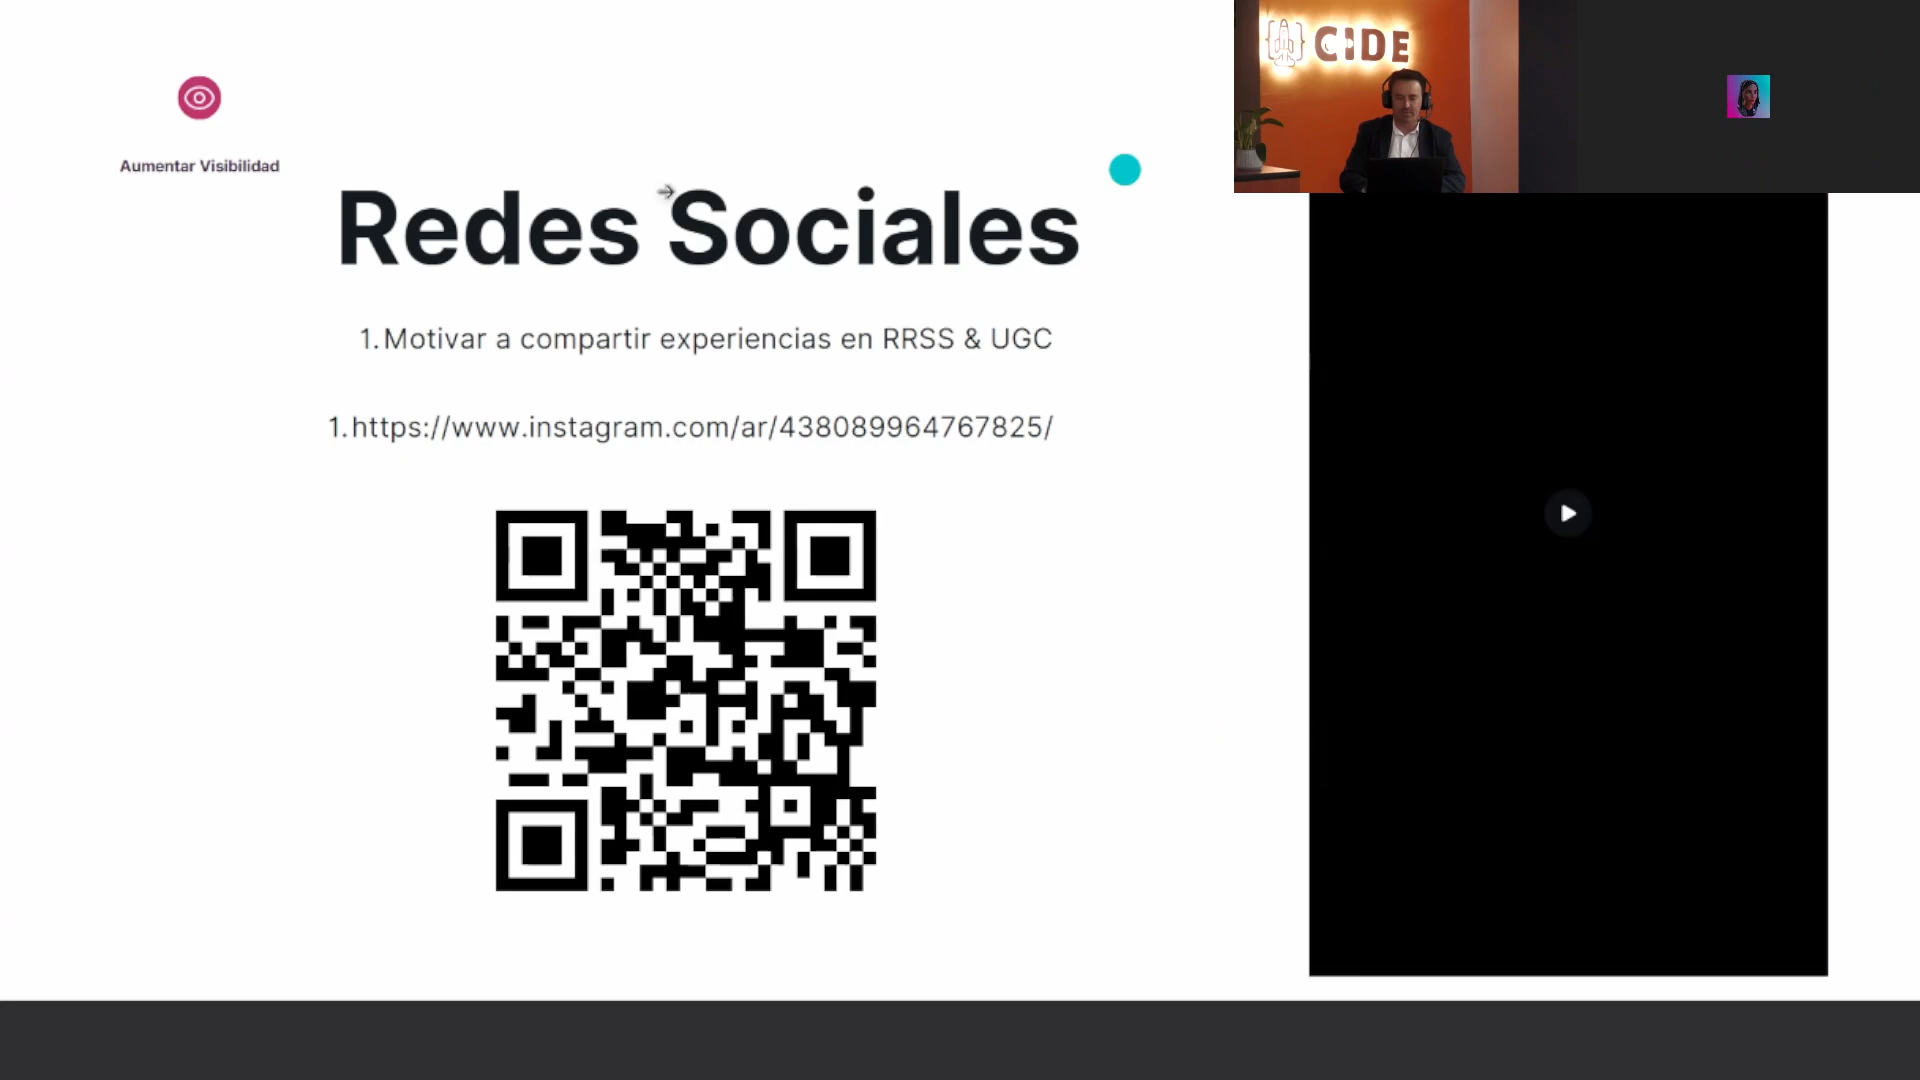 CIDE
Aumentar Visibilidad
Redes Sociales
1. Motivar a compartir experiencias en RRSS & UGC
1. https://www.instagram.com/ar/438089964767825/